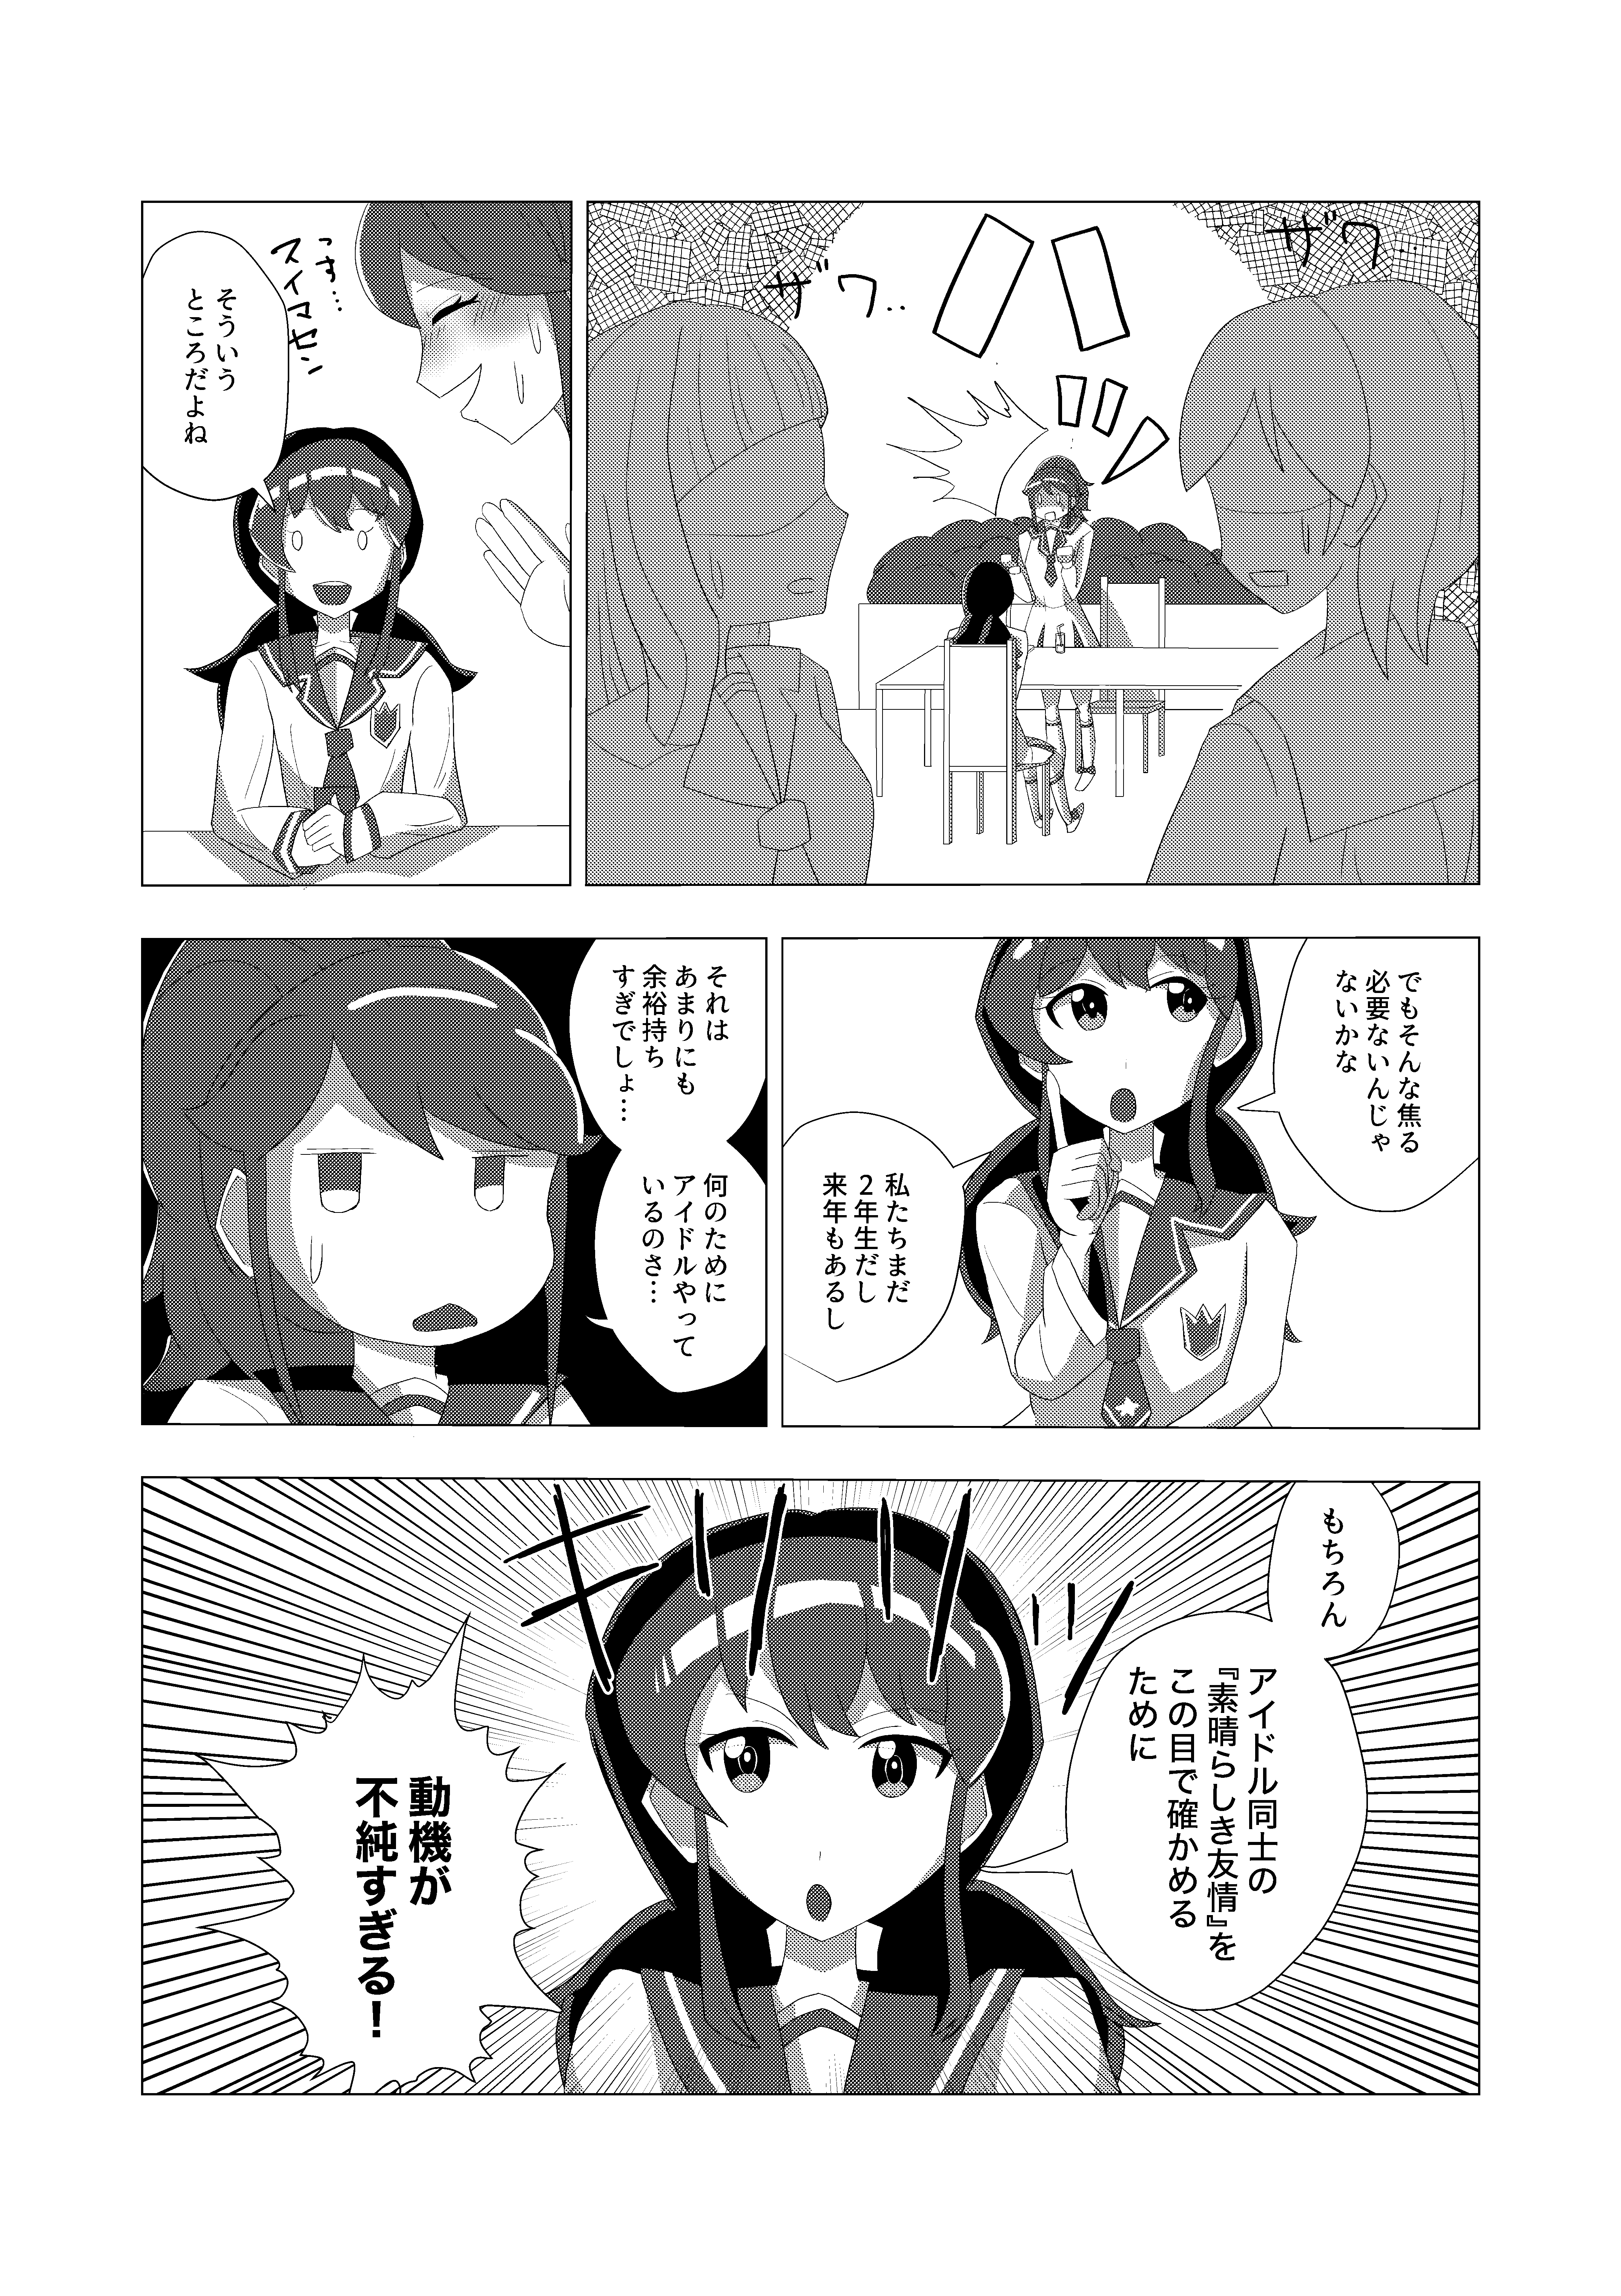 ザワ‥
ザワ‥
っす…
スイマセン
そういう
ところだよね
でもそんな焦る
必要ないんじゃ
ないかな
私たちまだ
2年生だし
来年もあるし
それは
あまりにも
余裕持ち
すぎでしょ…
何のために
アイドルやって
いるのさ…
もちろん
アイドル同士の
『素晴らしき友情』を
この目で確かめる
ために
キリッ
動機が
不純すぎる!